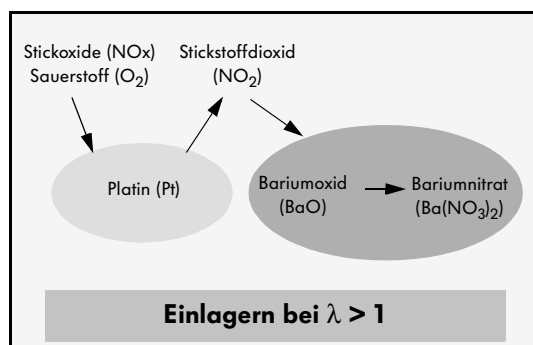 Stickoxide (NOx)
Sauerstoff (O₂)
Stickstoffdioxid
(NO₂)
Platin (Pt)
Bariumoxid
(BaO)
Bariumnitrat
(Ba(NO₃)₂)
Einlagern bei λ > 1